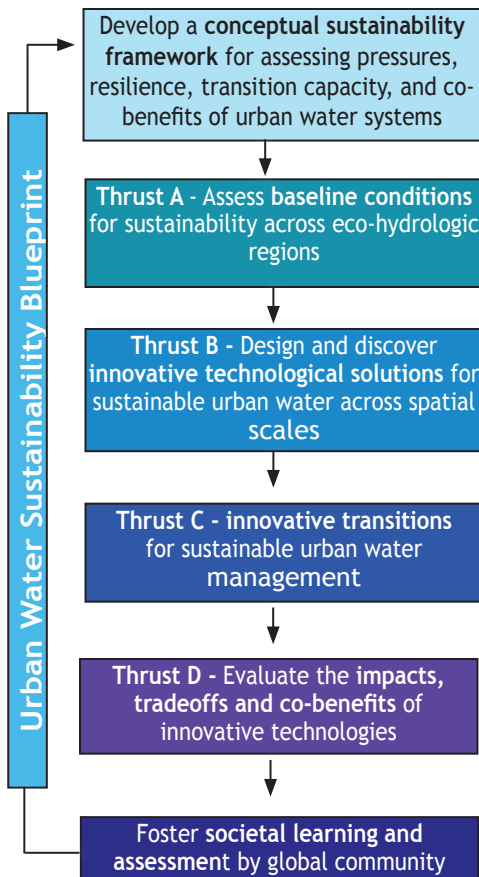 Urban Water Sustainability Blueprint
Develop a conceptual sustainability
framework for assessing pressures,
resilience, transition capacity, and co-
benefits of urban water systems
Thrust A - Assess baseline conditions
for sustainability across eco-hydrologic
regions
Thrust B - Design and discover
innovative technological solutions for
sustainable urban water across spatial
scales
Thrust C - innovative transitions
for sustainable urban water
management
Thrust D - Evaluate the impacts,
tradeoffs and co-benefits of
innovative technologies
Foster societal learning and
assessment by global community